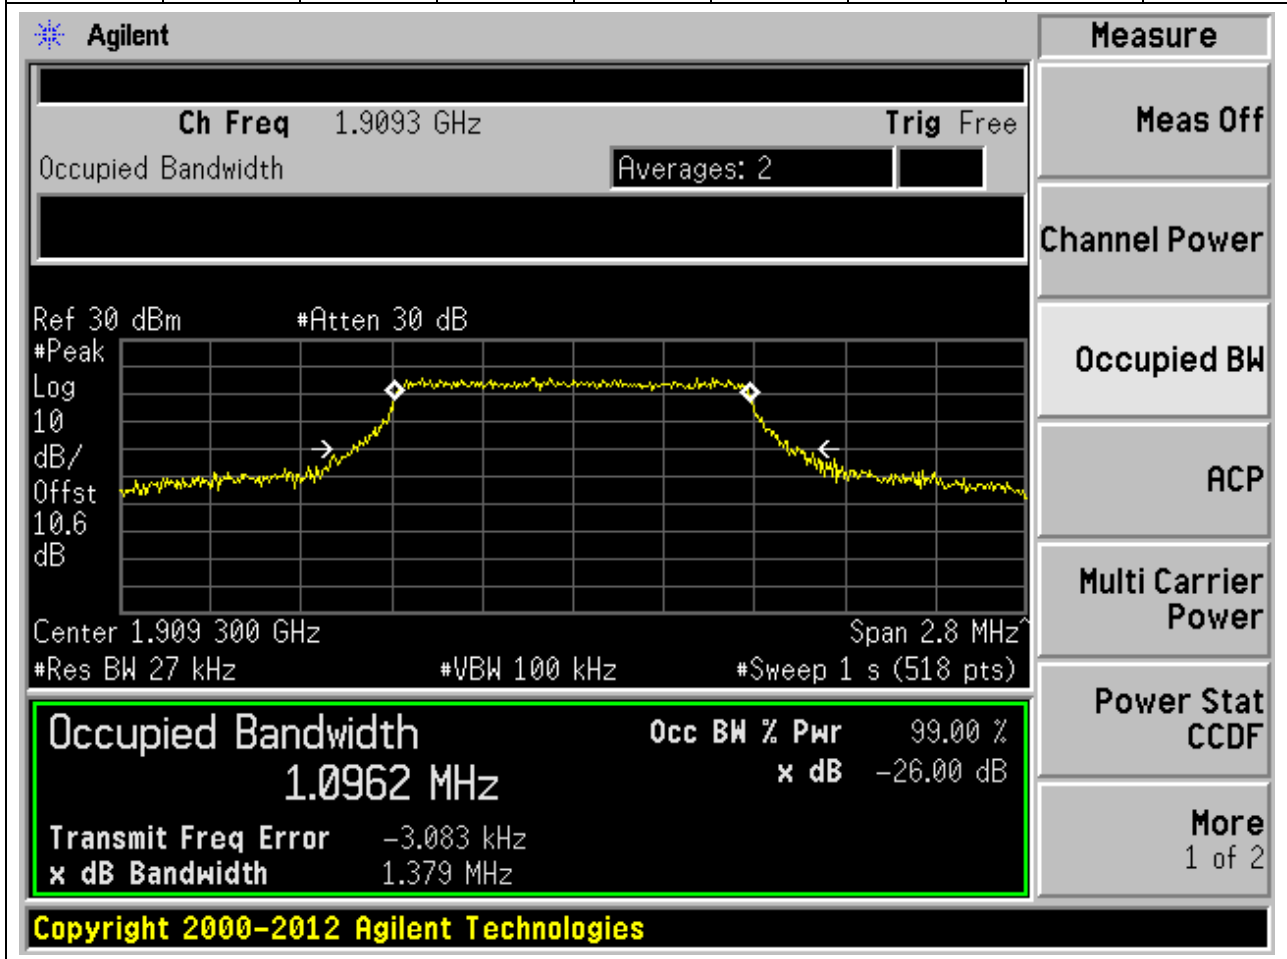 Agilent
Measure
Ch Freq 1.9093 GHz Trig Free
Occupied Bandwidth Averages: 2
Ref 30 dBm #Atten 30 dB
#Peak
Log
10
dB/
Offst
10.6
dB
Center 1.909 300 GHz Span 2.8 MHz^
#Res BW 27 kHz #VBW 100 kHz #Sweep 1 s (518 pts)
Occupied Bandwidth Occ BW % Pwr 99.00 %
1.0962 MHz x dB -26.00 dB
Transmit Freq Error -3.083 kHz
x dB Bandwidth 1.379 MHz
Meas Off
Channel Power
Occupied BW
ACP
Multi Carrier
Power
Power Stat
CCDF
More
1 of 2
Copyright 2000-2012 Agilent Technologies